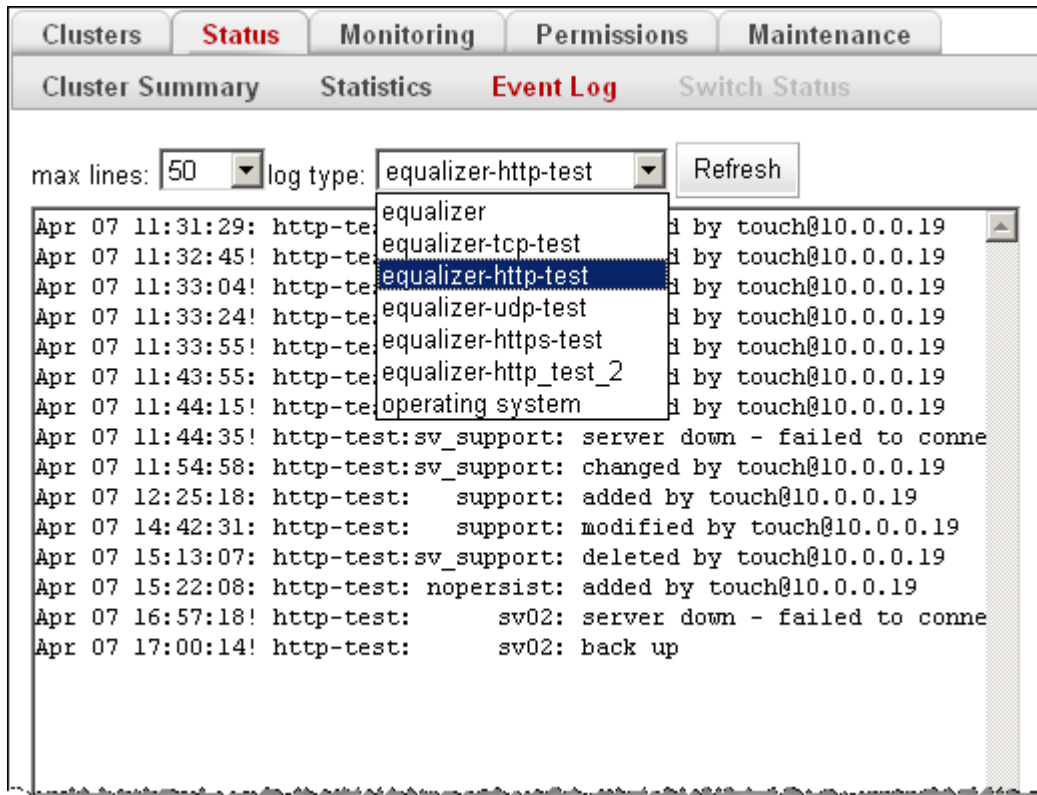 Clusters Status Monitoring Permissions Maintenance
Cluster Summary Statistics Event Log Switch Status
max lines: 50 log type: equalizer-http-test Refresh
equalizer
equalizer-tcp-test
equalizer-http-test
equalizer-udp-test
equalizer-https-test
equalizer-http_test_2
operating system
Apr 07 11:31:29: http-te d by touch@10.0.0.19
Apr 07 11:32:45! http-te d by touch@10.0.0.19
Apr 07 11:33:04! http-te d by touch@10.0.0.19
Apr 07 11:33:24! http-te d by touch@10.0.0.19
Apr 07 11:33:55! http-te d by touch@10.0.0.19
Apr 07 11:43:55: http-te d by touch@10.0.0.19
Apr 07 11:44:15! http-te d by touch@10.0.0.19
Apr 07 11:44:35! http-test:sv_support: server down - failed to conne
Apr 07 11:54:58: http-test:sv_support: changed by touch@10.0.0.19
Apr 07 12:25:18: http-test: support: added by touch@10.0.0.19
Apr 07 14:42:31: http-test: support: modified by touch@10.0.0.19
Apr 07 15:13:07: http-test:sv_support: deleted by touch@10.0.0.19
Apr 07 15:22:08: http-test: nopersist: added by touch@10.0.0.19
Apr 07 16:57:18! http-test: sv02: server down - failed to conne
Apr 07 17:00:14! http-test: sv02: back up